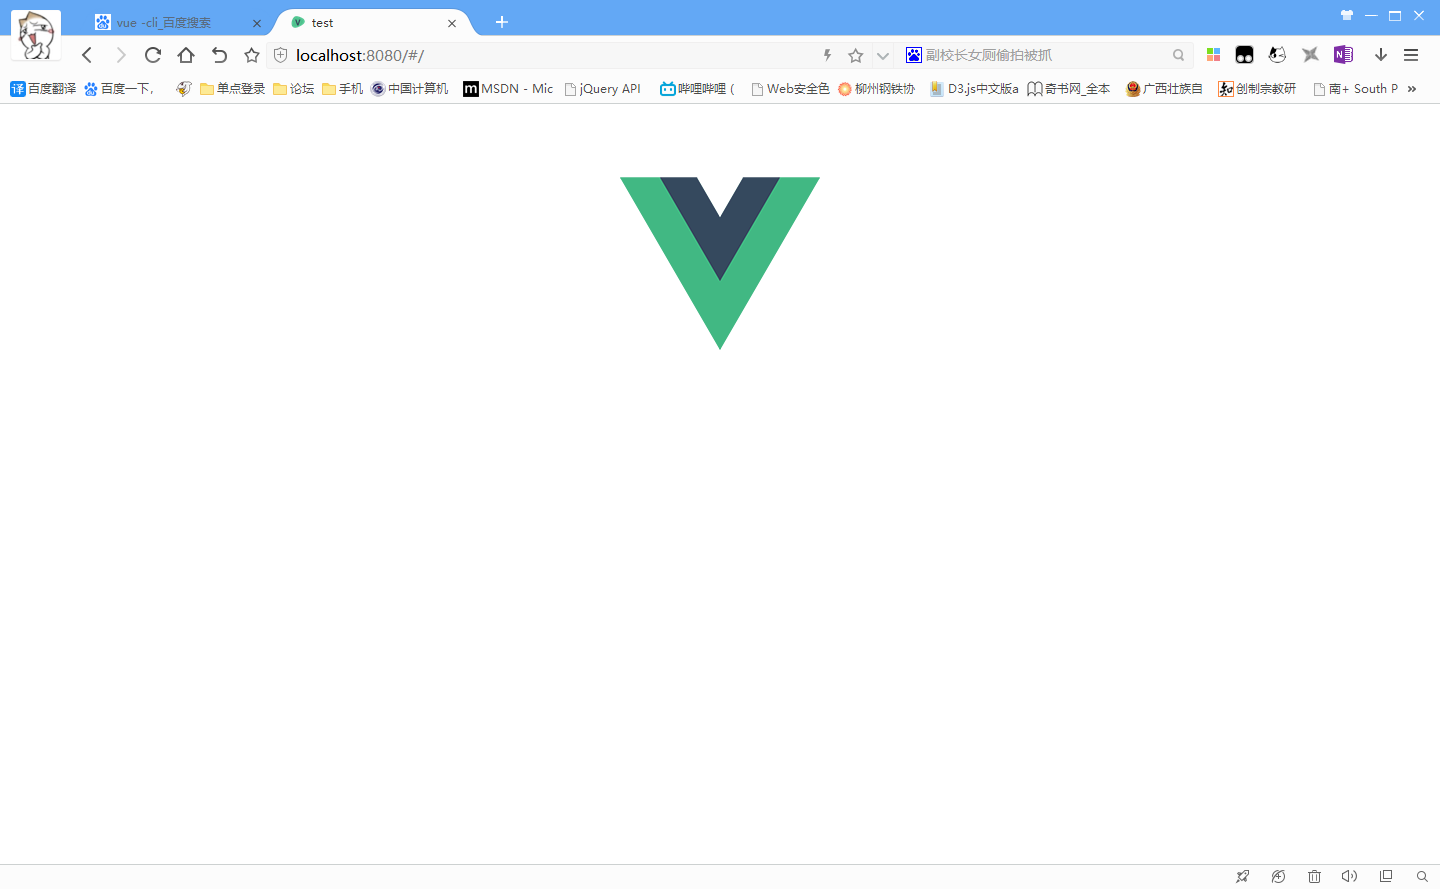 vue -cli_百度搜索
test
localhost:8080/#/
副校长女厕偷拍被抓
译 百度翻译 百度一下, 单点登录 论坛 手机 中国计算机 m MSDN - Mic jQuery API 哔哩哔哩 ( Web安全色 柳州钢铁协 D3.js中文版a 奇书网_全本 广西壮族自 知 创制宗教研 南+ South P »